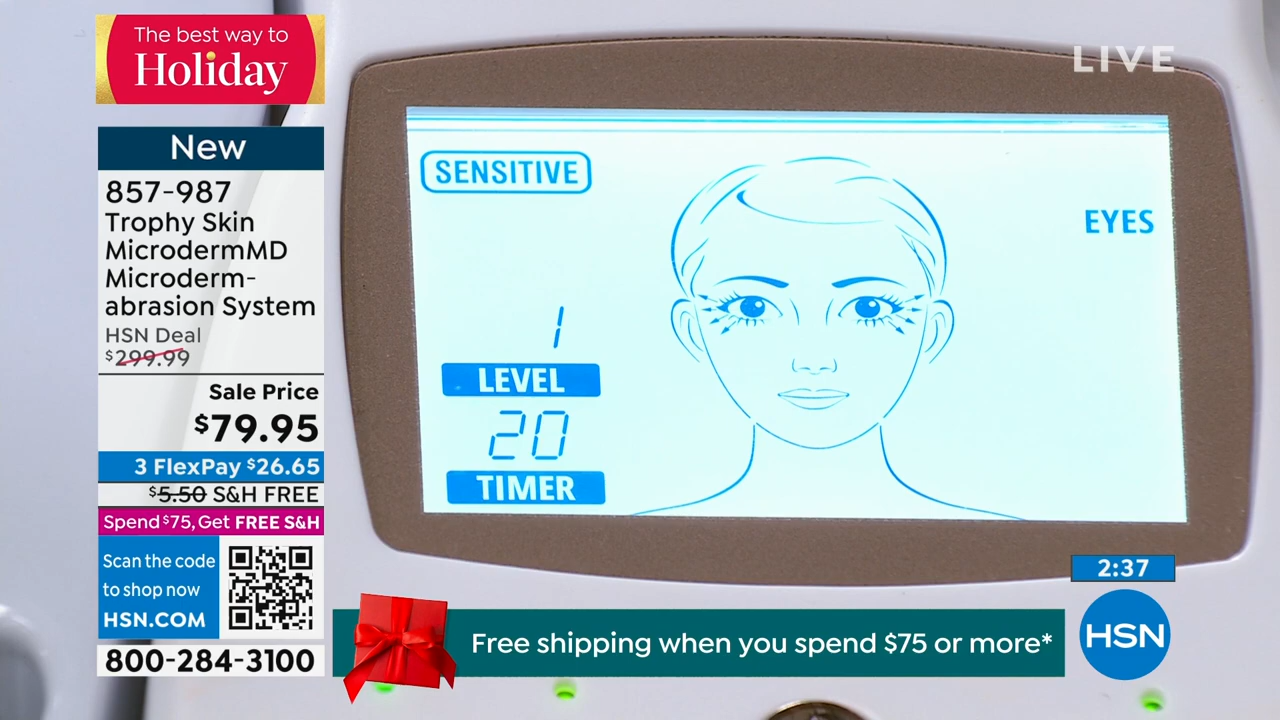 The best way to
Holiday
New
857-987
Trophy Skin
MicrodermMD
Microderm-
abrasion System
HSN Deal
$299.99
Sale Price
$79.95
3 FlexPay $26.65
$5.50 S&H FREE
Spend $75, Get FREE S&H
Scan the code
to shop now
HSN.COM
800-284-3100
LIVE
SENSITIVE
EYES
1
LEVEL
20
TIMER
2:37
Free shipping when you spend $75 or more*
HSN